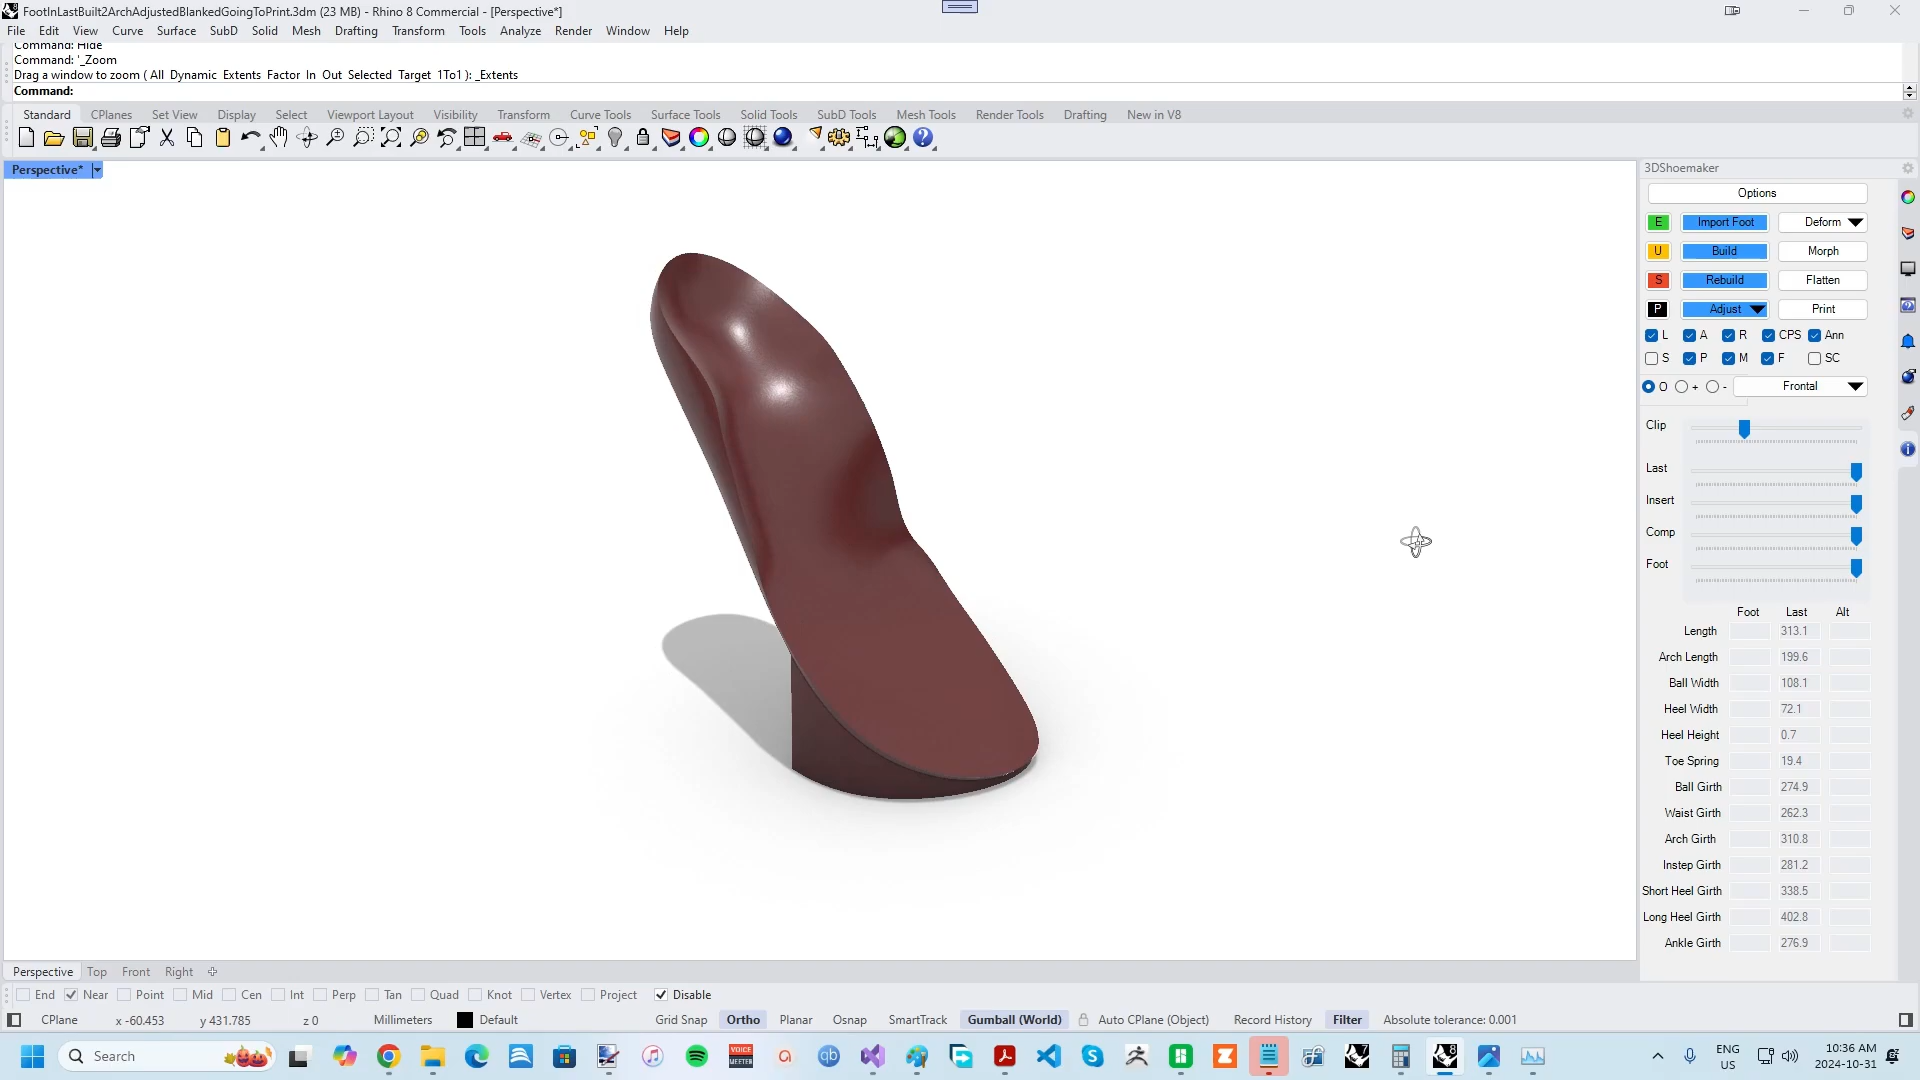 FootInLastBuilt2ArchAdjustedBlankedGoingToPrint.3dm (23 MB) - Rhino 8 Commercial - [Perspective*]
File Edit View Curve Surface SubD Solid Mesh Drafting Transform Tools Analyze Render Window Help
Command: Hide
Command: '_Zoom
Drag a window to zoom ( All Dynamic Extents Factor In Out Selected Target 1To1 ): _Extents
Command:
Standard CPlanes Set View Display Select Viewport Layout Visibility Transform Curve Tools Surface Tools Solid Tools SubD Tools Mesh Tools Render Tools Drafting New in V8
Perspective*
3DShoemaker
Options
E Import Foot Deform
U Build Morph
S Rebuild Flatten
P Adjust Print
L A R CPS Ann
S P M F SC
O + - Frontal
Clip
Last
Insert
Comp
Foot
Foot Last Alt
Length 313.1
Arch Length 199.6
Ball Width 108.1
Heel Width 72.1
Heel Height 0.7
Toe Spring 19.4
Ball Girth 274.9
Waist Girth 262.3
Arch Girth 310.8
Instep Girth 281.2
Short Heel Girth 338.5
Long Heel Girth 402.8
Ankle Girth 276.9
Perspective Top Front Right
End Near Point Mid Cen Int Perp Tan Quad Knot Vertex Project Disable
CPlane x -60.453 y 431.785 z 0 Millimeters Default Grid Snap Ortho Planar Osnap SmartTrack Gumball (World) Auto CPlane (Object) Record History Filter Absolute tolerance: 0.001
Search
VOICE MEETER
qb
7
8
ENG
US
10:36 AM
2024-10-31